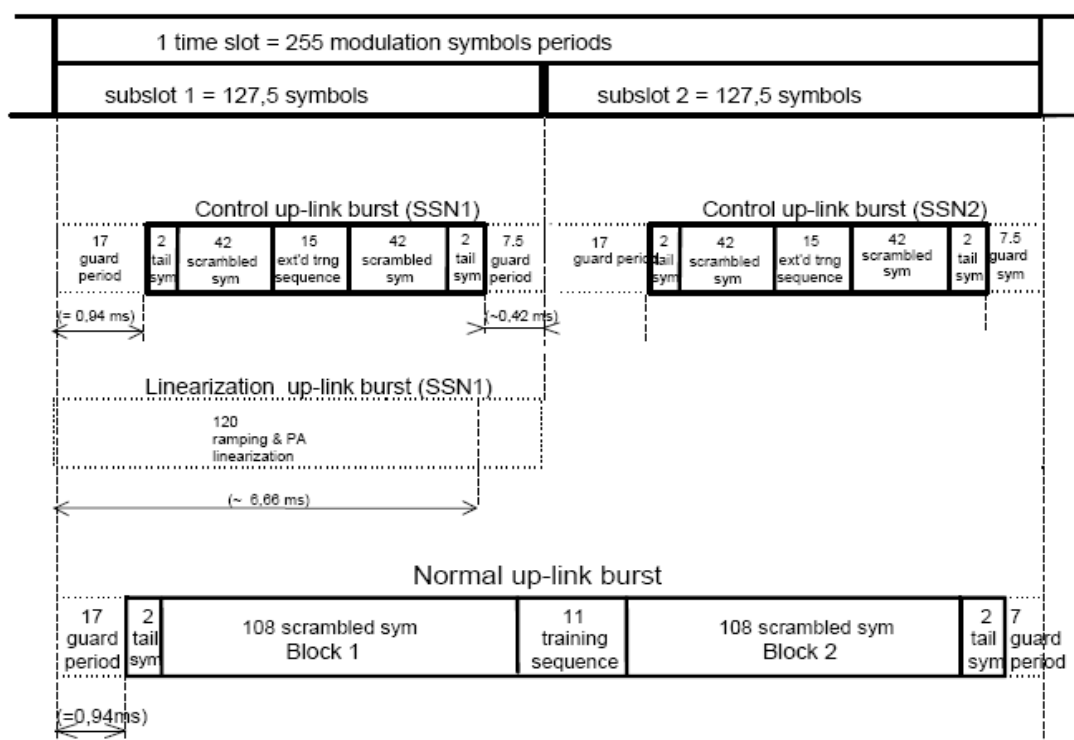 1 time slot = 255 modulation symbols periods
subslot 1 = 127,5 symbols
subslot 2 = 127,5 symbols
Control up-link burst (SSN1)
17
guard
period
2
tail
sym
42
scrambled
sym
15
ext'd trng
sequence
42
scrambled
sym
2
tail
sym
7.5
guard
period
(= 0,94 ms)
(~0,42 ms)
Control up-link burst (SSN2)
17
guard period
2
tail
sym
42
scrambled
sym
15
ext'd trng
sequence
42
scrambled
sym
2
tail
sym
7.5
guard
sym
Linearization up-link burst (SSN1)
120
ramping & PA
linearization
(~ 6,66 ms)
Normal up-link burst
17
guard
period
2
tail
sym
108 scrambled sym
Block 1
11
training
sequence
108 scrambled sym
Block 2
2
tail
sym
7
guard
period
(=0,94ms)